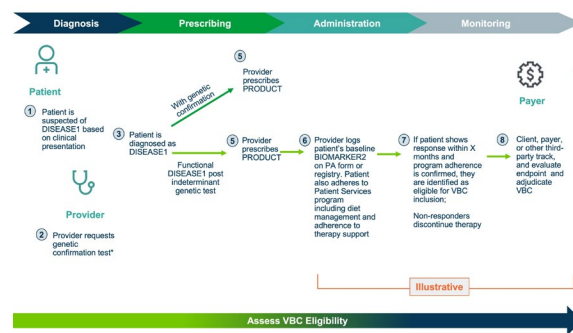 Diagnosis
Prescribing
Administration
Monitoring
Patient
1 Patient is
suspected of
DISEASE1 based
on clinical
presentation
Provider
2 Provider requests
genetic
confirmation test*
3 Patient is
diagnosed as
DISEASE1
With genetic
confirmation
5
Provider
prescribes
PRODUCT
Functional
DISEASE1 post
indeterminant
genetic test
5 Provider
prescribes
PRODUCT
6 Provider logs
patient's baseline
BIOMARKER2
on PA form or
registry. Patient
also adheres to
Patient Services
program
including diet
management and
adherence to
therapy support
7 If patient shows
response within X
months and
program adherence
is confirmed, they are
identified as
eligible for VBC
inclusion;
Non-responders
discontinue therapy
Payer
8 Client, payer,
or other third-
party track,
and evaluate
endpoint and
adjudicate
VBC
Illustrative
Assess VBC Eligibility